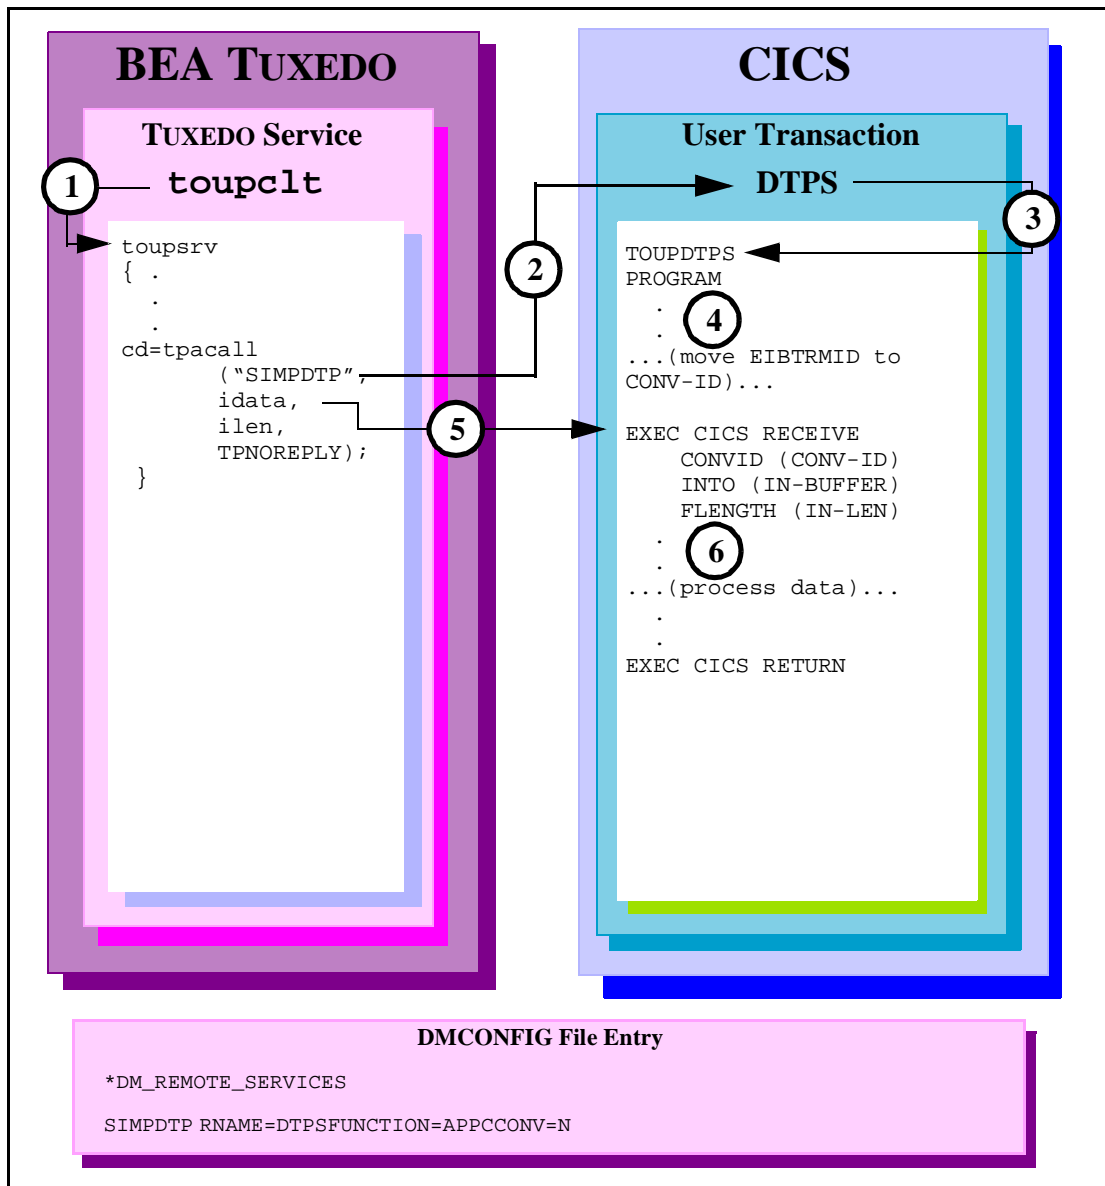 BEA TUXEDO
TUXEDO Service
toupclt
1
toupsrv
{ .
.
.
cd=tpacall
("SIMPDTP",
idata,
ilen,
TPNOREPLY);
}
2
5
CICS
User Transaction
DTPS
3
TOUPDTPS
PROGRAM
.
4
.
...(move EIBTRMID to
CONV-ID)...
EXEC CICS RECEIVE
CONVID (CONV-ID)
INTO (IN-BUFFER)
FLENGTH (IN-LEN)
.
6
.
...(process data)...
.
.
EXEC CICS RETURN
DMCONFIG File Entry
*DM_REMOTE_SERVICES
SIMPDTP RNAME=DTPSFUNCTION=APPCCONV=N